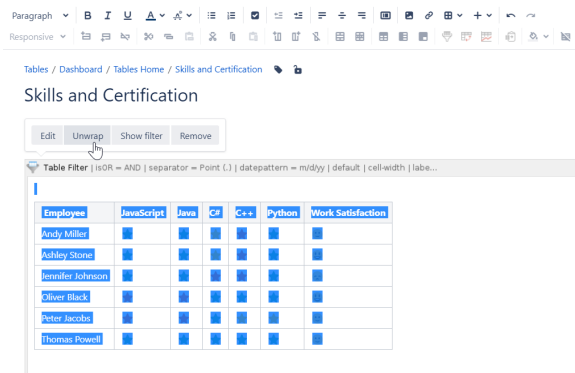 Paragraph B I U A
Responsive
Tables / Dashboard / Tables Home / Skills and Certification
Skills and Certification
Edit Unwrap Show filter Remove
Table Filter | isOR = AND | separator = Point (.) | datepattern = m/d/yy | default | cell-width | labe...
Employee JavaScript Java C# C++ Python Work Satisfaction
Andy Miller
Ashley Stone
Jennifer Johnson
Oliver Black
Peter Jacobs
Thomas Powell